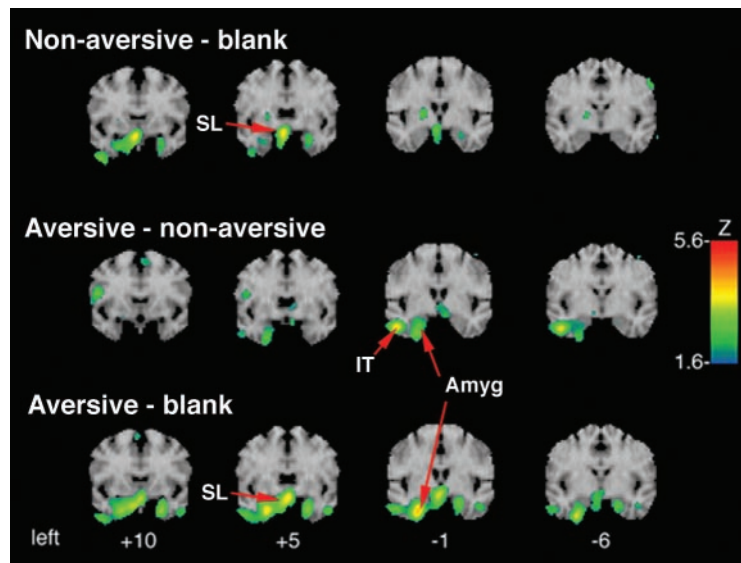 Non-aversive - blank
SL
Aversive - non-aversive
Z
5.6-
1.6-
IT
Amyg
Aversive - blank
SL
left +10 +5 -1 -6